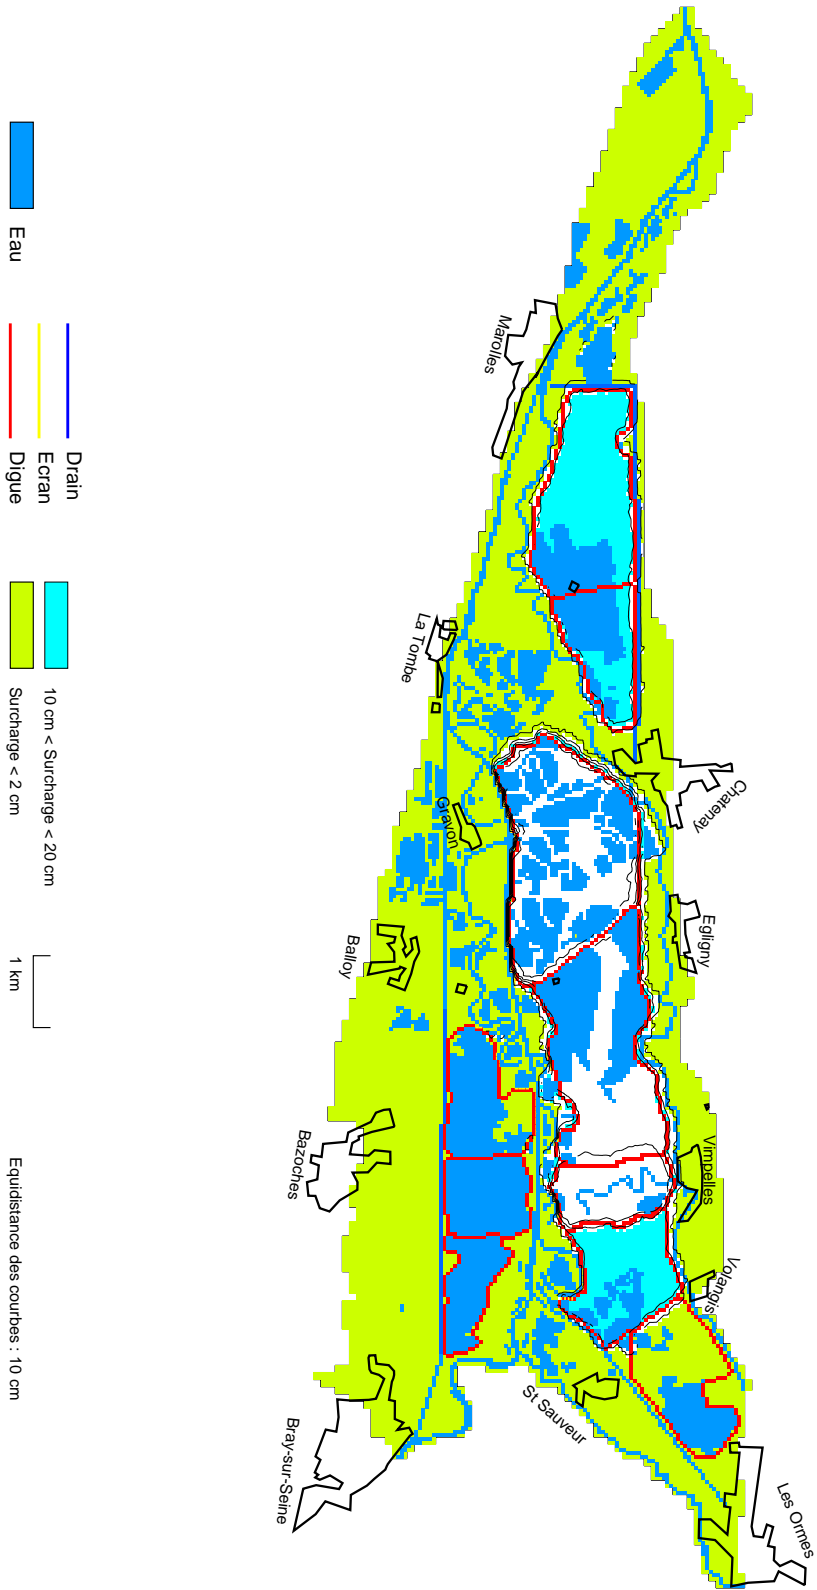 Marolles
La Tombe
Chatenay
Gravon
Egligny
Balloy
Vimpelles
Bazoches
Volangis
St Sauveur
Bray-sur-Seine
Les Ormes
Drain
10 cm < Surcharge < 20 cm
Ecran
Eau
Digue
Surcharge < 2 cm
1 km
Equidistance des courbes : 10 cm